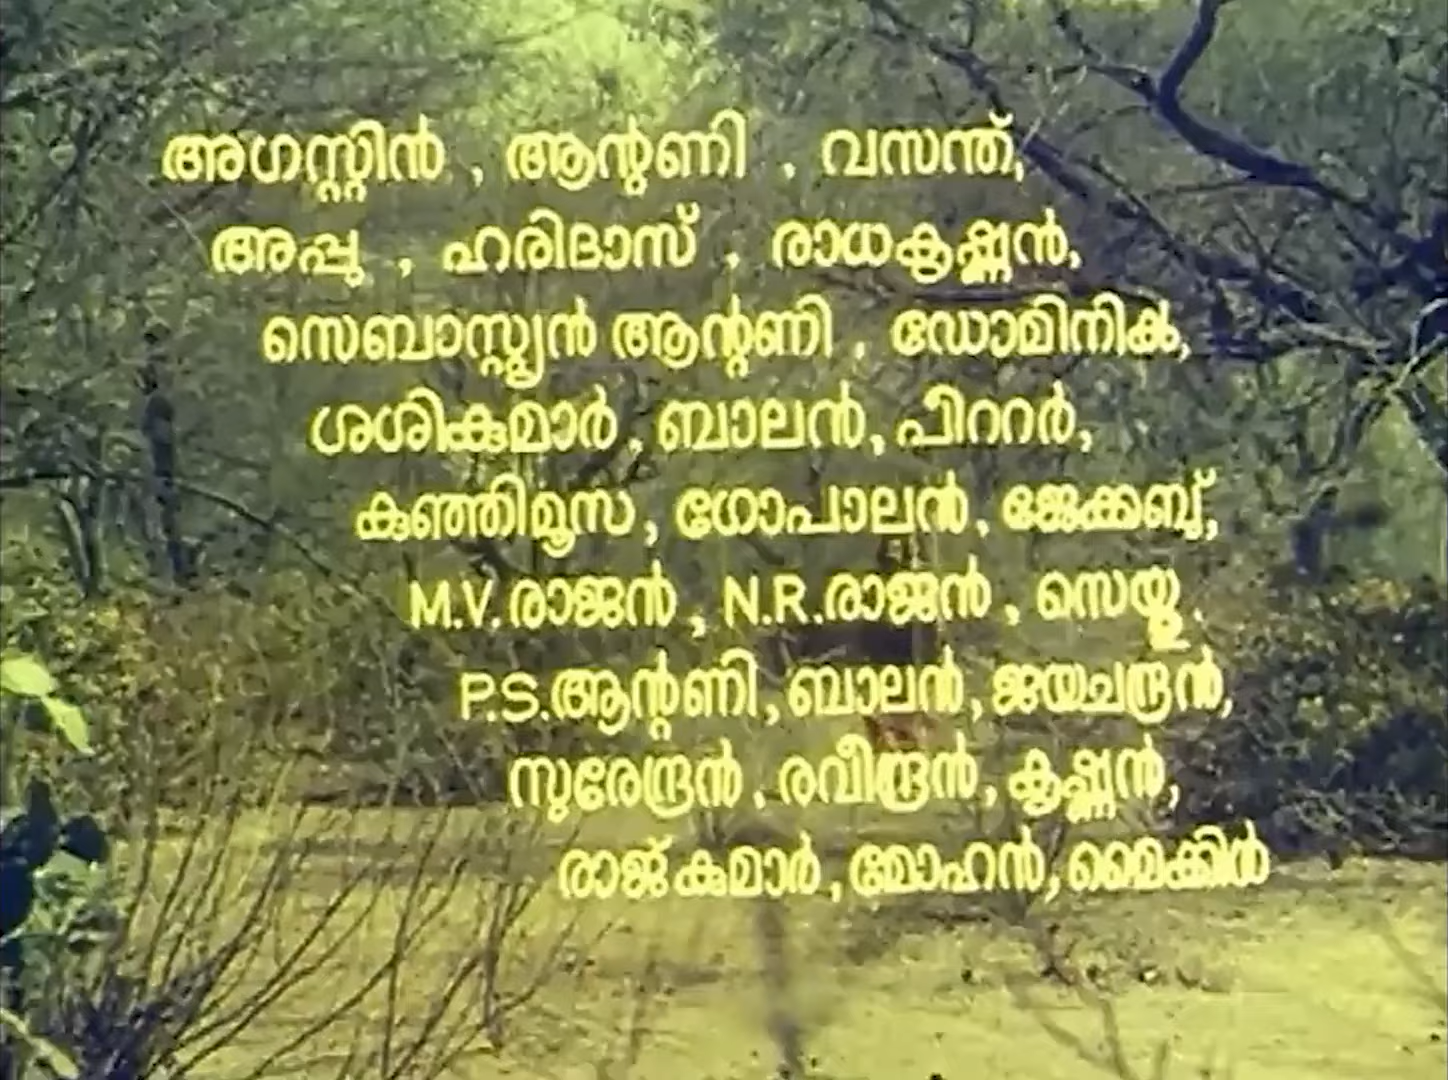 അഗസ്റ്റിൻ , ആന്റണി , വസന്ത്,
അപ്പു , ഹരിദാസ് , രാധകൃഷ്ണൻ,
സെബാസ്റ്റ്യൻ ആന്റണി , ഡോമിനിക്,
ശശികുമാർ, ബാലൻ, പീററർ,
കുഞ്ഞിമൂസ, ഗോപാലൻ, ജേക്കബ്ബ്,
M.V. രാജൻ, N.R. രാജൻ, സെയ്തു,
P.S. ആന്റണി, ബാലൻ, ജയചന്ദ്രൻ,
സുരേന്ദ്രൻ, രവീന്ദ്രൻ, കൃഷ്ണൻ,
രാജ്കുമാർ, മോഹൻ, മൈക്കിൾ